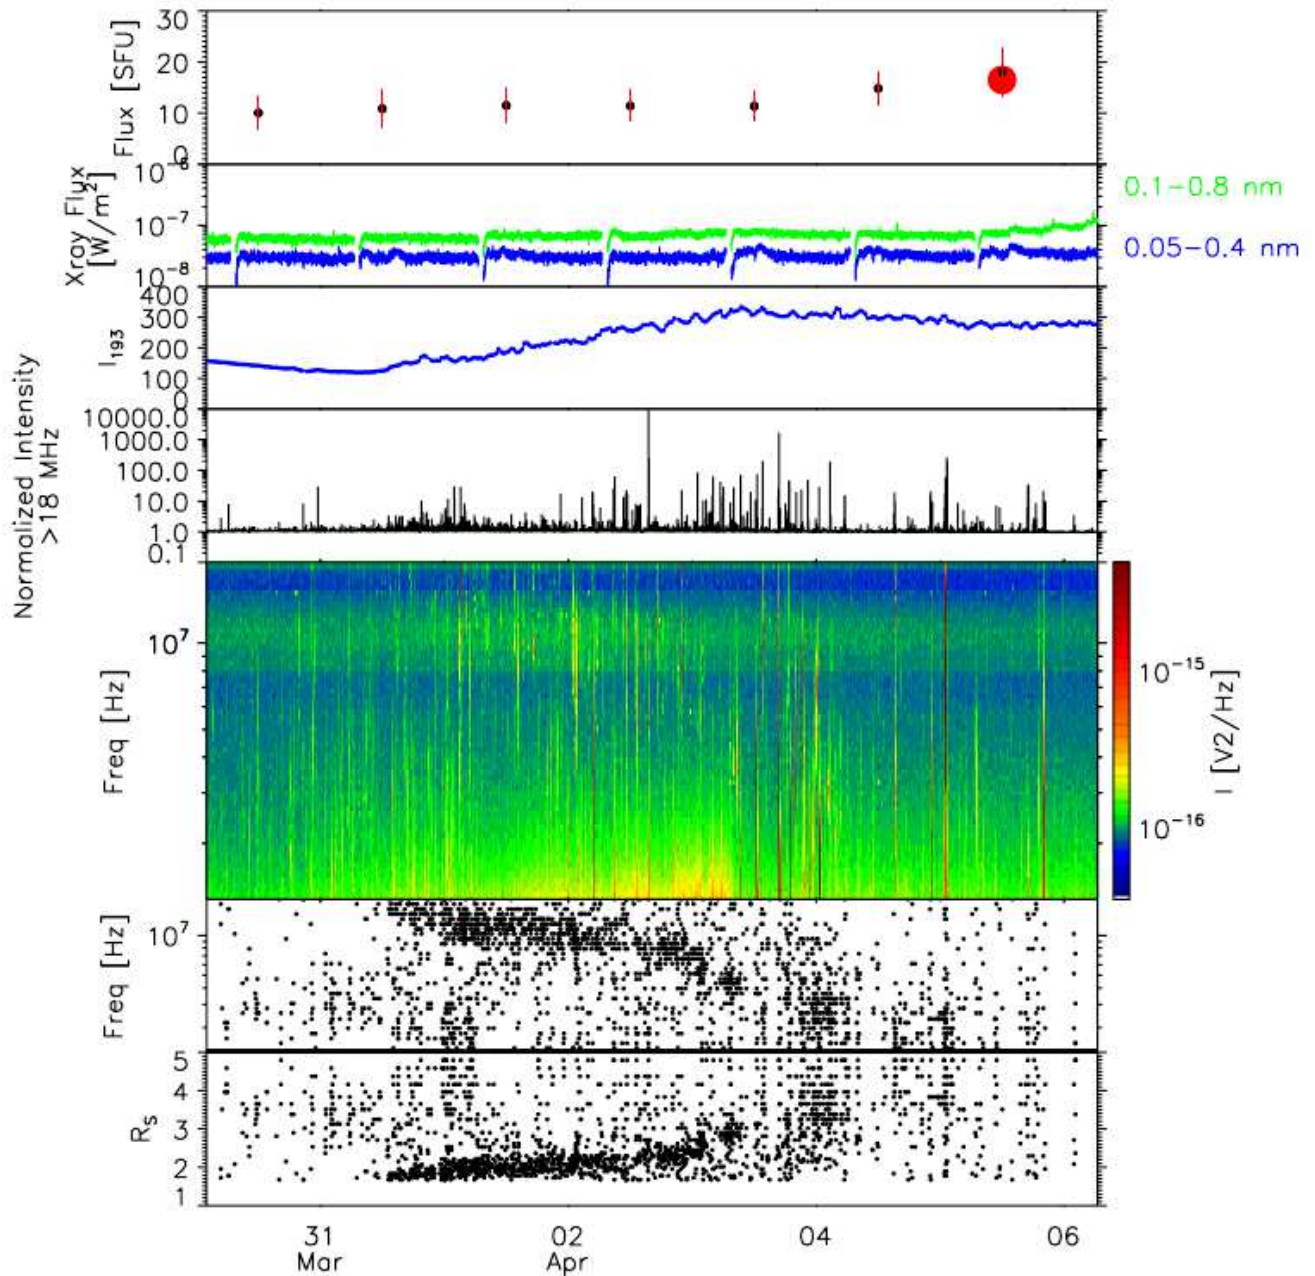 Flux [SFU]
30
20
10
0
Xray Flux
[W/m²]
10⁻⁶
10⁻⁷
10⁻⁸
0.1–0.8 nm
0.05–0.4 nm
I₁₉₃
400
300
200
100
0
Normalized Intensity
>18 MHz
10000.0
1000.0
100.0
10.0
1.0
0.1
Freq [Hz]
10⁷
10⁻¹⁵
10⁻¹⁶
I [V2/Hz]
Freq [Hz]
10⁷
Rₛ
5
4
3
2
1
31 02 04 06
Mar Apr